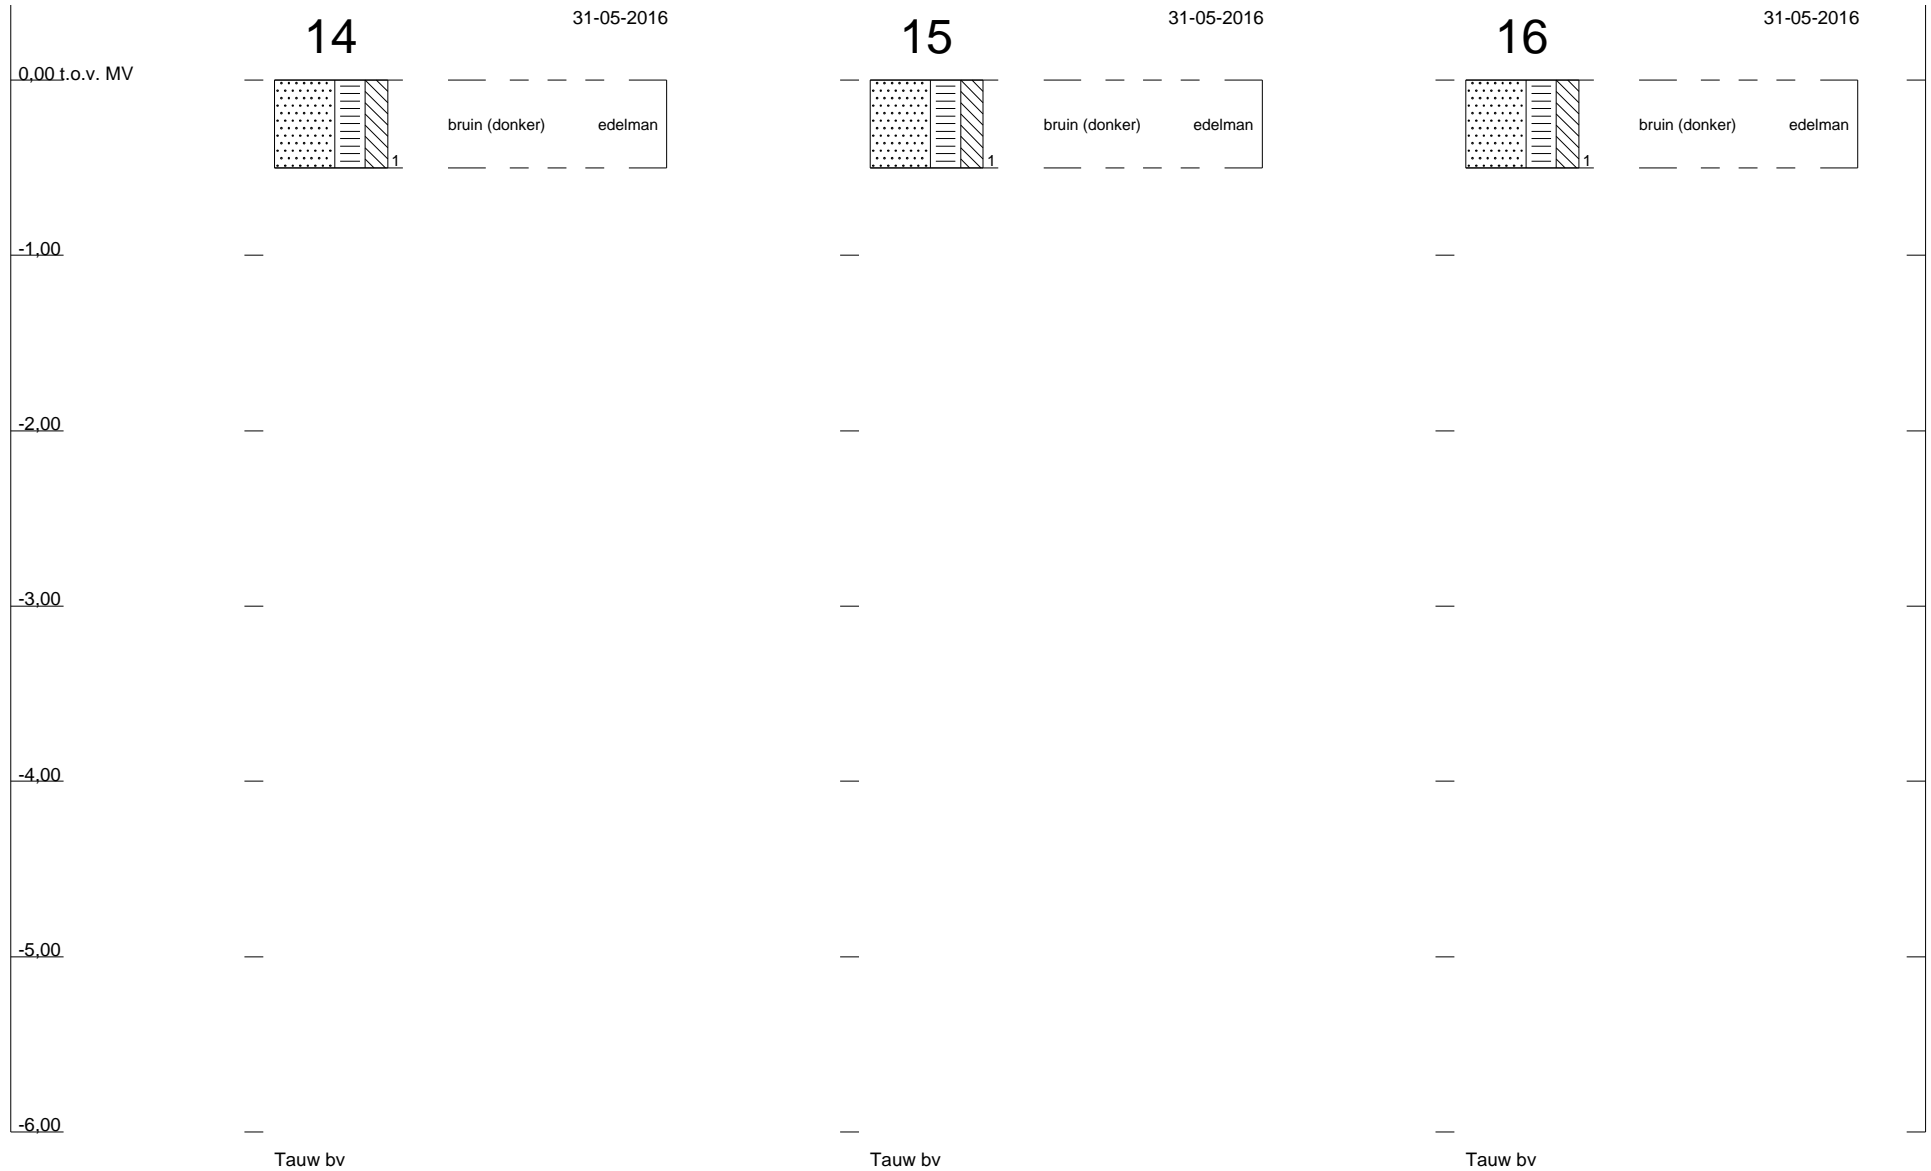 14 31-05-2016 15 31-05-2016 16 31-05-2016
0,00 t.o.v. MV
bruin (donker) edelman bruin (donker) edelman bruin (donker) edelman
1 1 1
-1,00
-2,00
-3,00
-4,00
-5,00
-6,00
Tauw bv Tauw bv Tauw bv